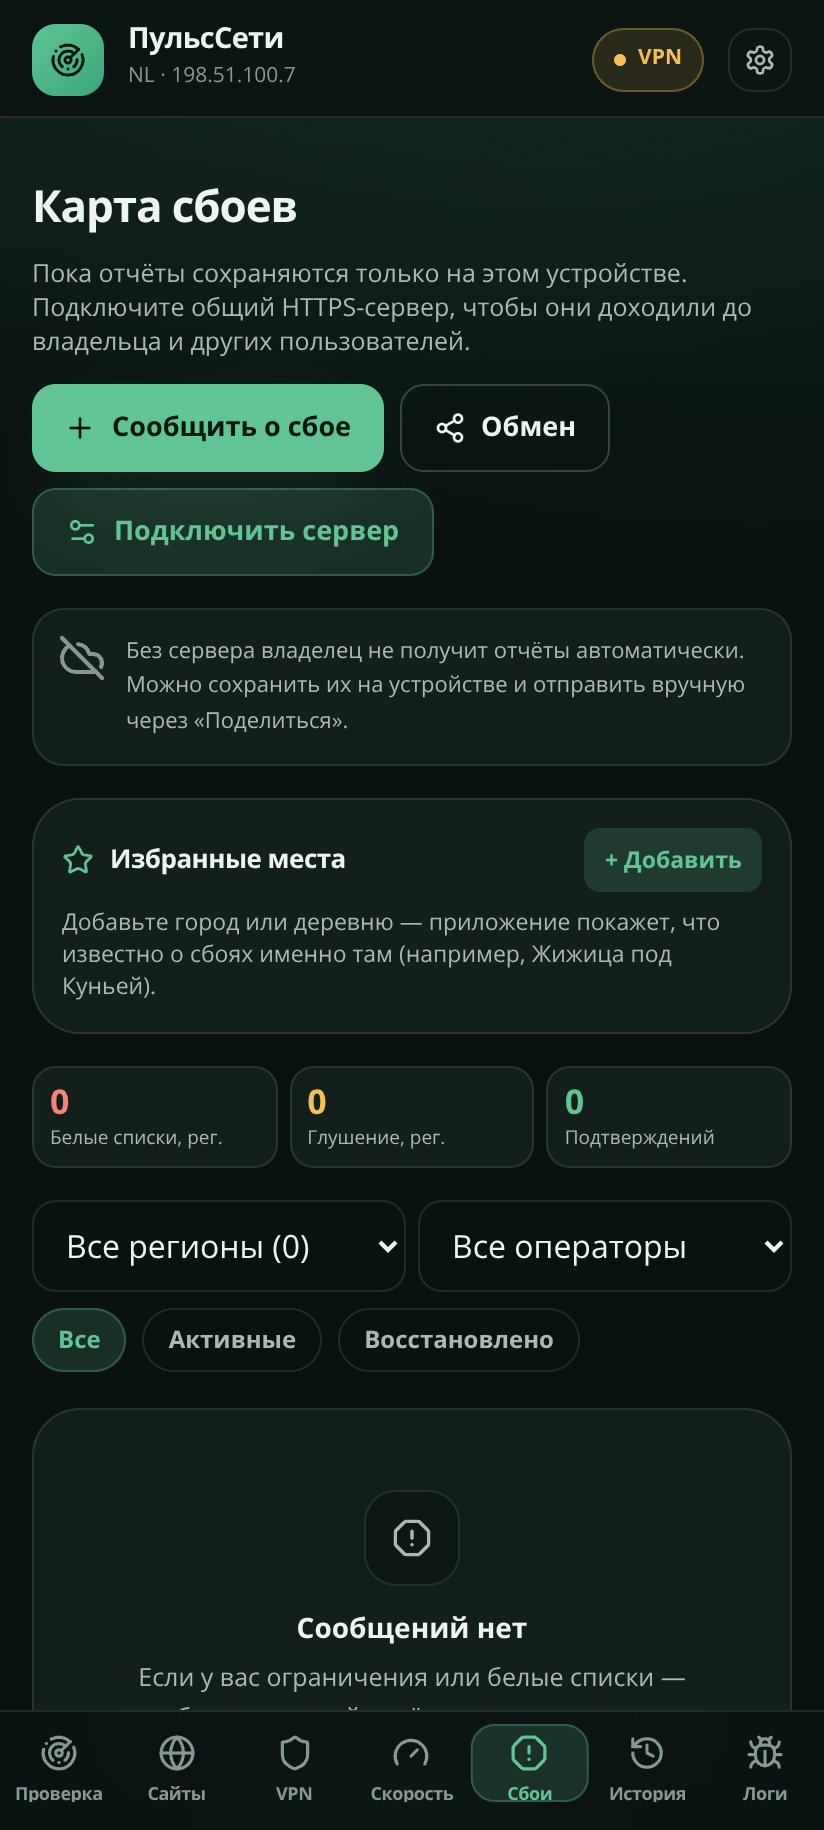 ПульсСети
NL · 198.51.100.7
VPN
Карта сбоев
Пока отчёты сохраняются только на этом устройстве.
Подключите общий HTTPS-сервер, чтобы они доходили до
владельца и других пользователей.
Сообщить о сбое
Обмен
Подключить сервер
Без сервера владелец не получит отчёты автоматически.
Можно сохранить их на устройстве и отправить вручную
через «Поделиться».
Избранные места
+ Добавить
Добавьте город или деревню — приложение покажет, что
известно о сбоях именно там (например, Жижица под
Куньей).
0
Белые списки, рег.
0
Глушение, рег.
0
Подтверждений
Все регионы (0)
Все операторы
Все
Активные
Восстановлено
Сообщений нет
Если у вас ограничения или белые списки —
Проверка
Сайты
VPN
Скорость
Сбои
История
Логи